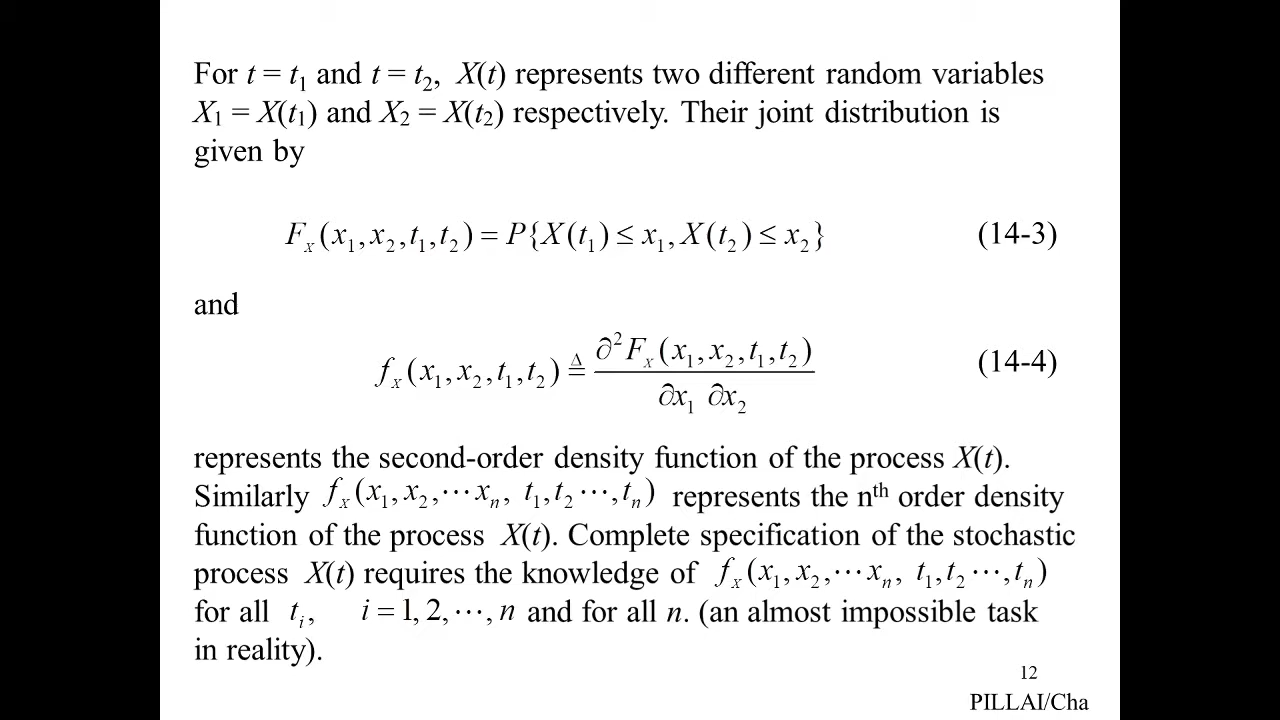 For t = t₁ and t = t₂, X(t) represents two different random variables
X₁ = X(t₁) and X₂ = X(t₂) respectively. Their joint distribution is
given by
F_X(x₁, x₂, t₁, t₂) = P{X(t₁) ≤ x₁, X(t₂) ≤ x₂} (14-3)
and
f_X(x₁, x₂, t₁, t₂) ≜ ∂²F_X(x₁, x₂, t₁, t₂) / ∂x₁ ∂x₂ (14-4)
represents the second-order density function of the process X(t).
Similarly f_X(x₁, x₂, ⋯ xₙ, t₁, t₂ ⋯, tₙ) represents the nᵗʰ order density
function of the process X(t). Complete specification of the stochastic
process X(t) requires the knowledge of f_X(x₁, x₂, ⋯ xₙ, t₁, t₂ ⋯, tₙ)
for all tᵢ, i = 1, 2, ⋯, n and for all n. (an almost impossible task
in reality).
12
PILLAI/Cha